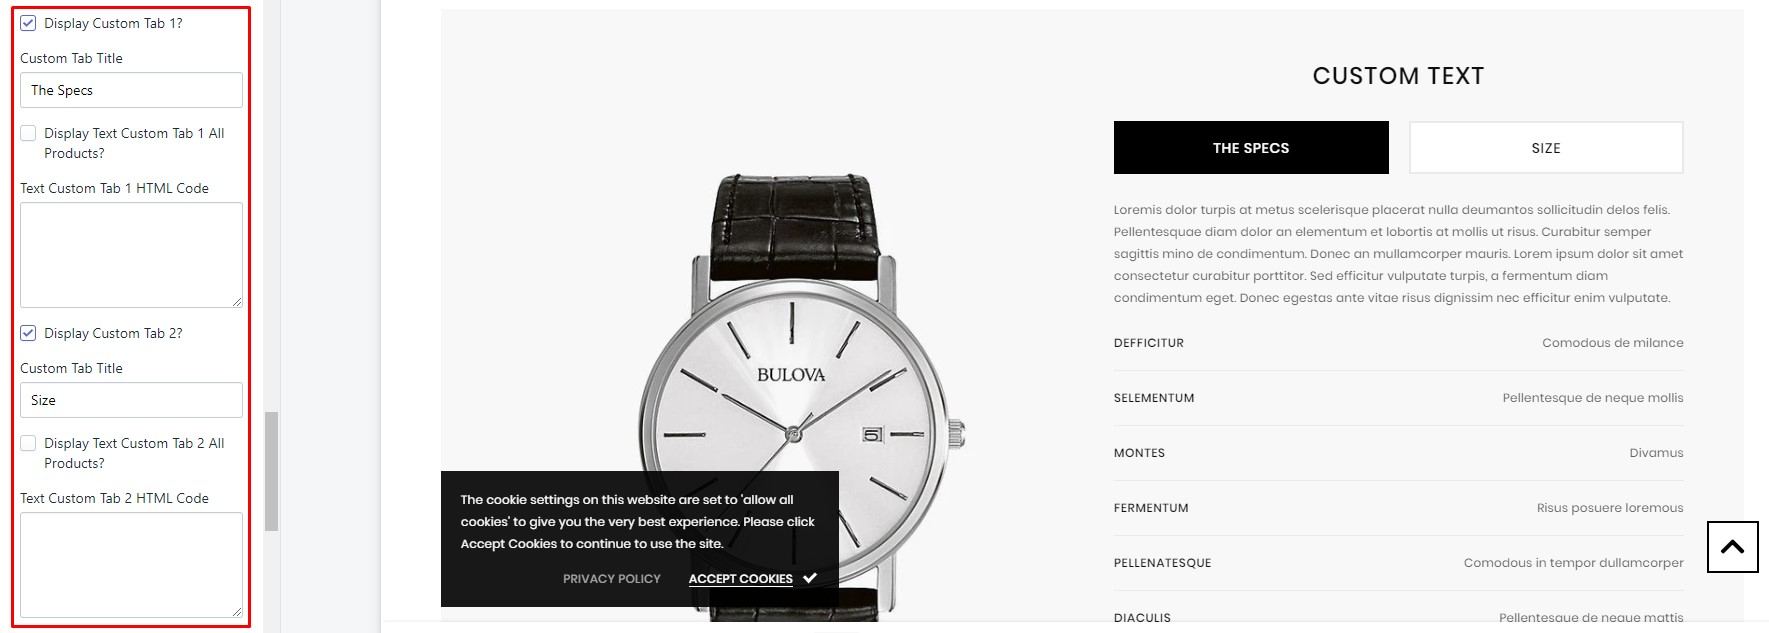 Display Custom Tab 1?
Custom Tab Title
The Specs
Display Text Custom Tab 1 All
Products?
Text Custom Tab 1 HTML Code
Display Custom Tab 2?
Custom Tab Title
Size
Display Text Custom Tab 2 All
Products?
Text Custom Tab 2 HTML Code
BULOVA
5
The cookie settings on this website are set to 'allow all
cookies' to give you the very best experience. Please click
Accept Cookies to continue to use the site.
PRIVACY POLICY ACCEPT COOKIES
CUSTOM TEXT
THE SPECS SIZE
Loremis dolor turpis at metus scelerisque placerat nulla deumantos sollicitudin delos felis.
Pellentesquae diam dolor an elementum et lobortis at mollis ut risus. Curabitur semper
sagittis mino de condimentum. Donec an mullamcorper mauris. Lorem ipsum dolor sit amet
consectetur curabitur porttitor. Sed efficitur vulputate turpis, a fermentum diam
condimentum eget. Donec egestas ante vitae risus dignissim nec efficitur enim vulputate.
DEFFICITUR Comodous de milance
SELEMENTUM Pellentesque de neque mollis
MONTES Divamus
FERMENTUM Risus posuere loremous
PELLENATESQUE Comodous in tempor dullamcorper
DIACULIS Pellentesque de neque mattis